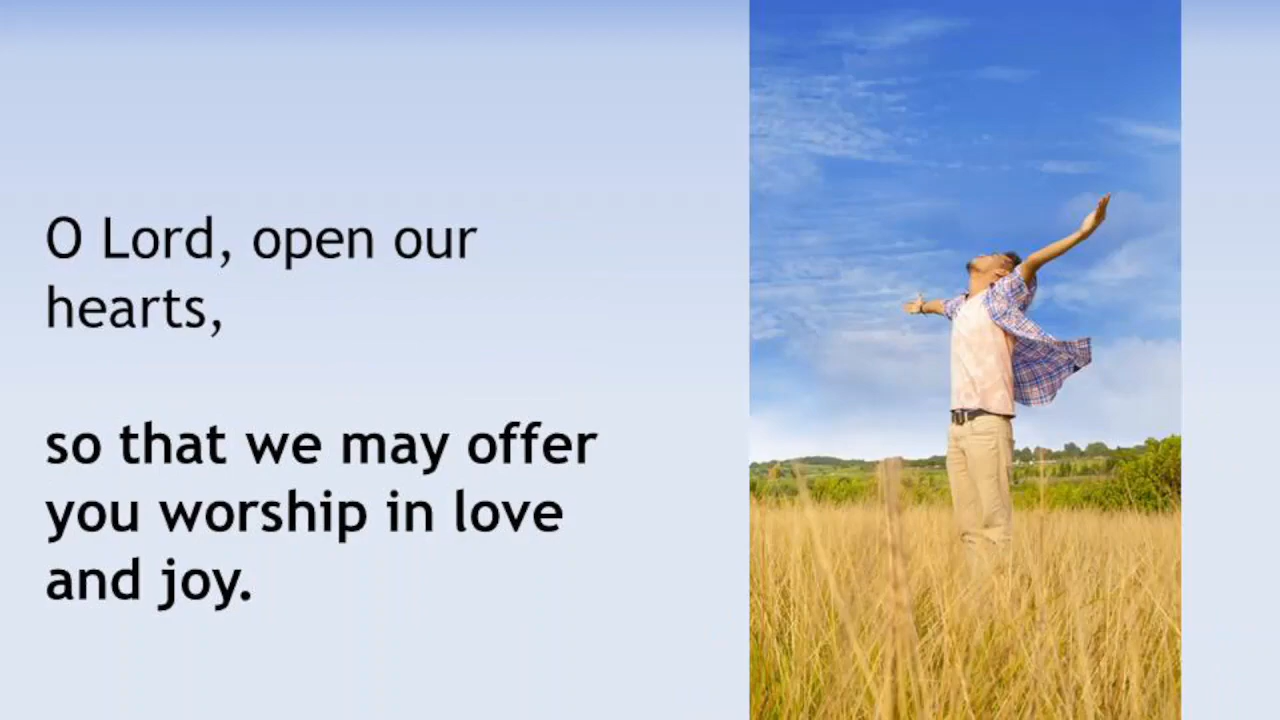 O Lord, open our
hearts,
so that we may offer
you worship in love
and joy.